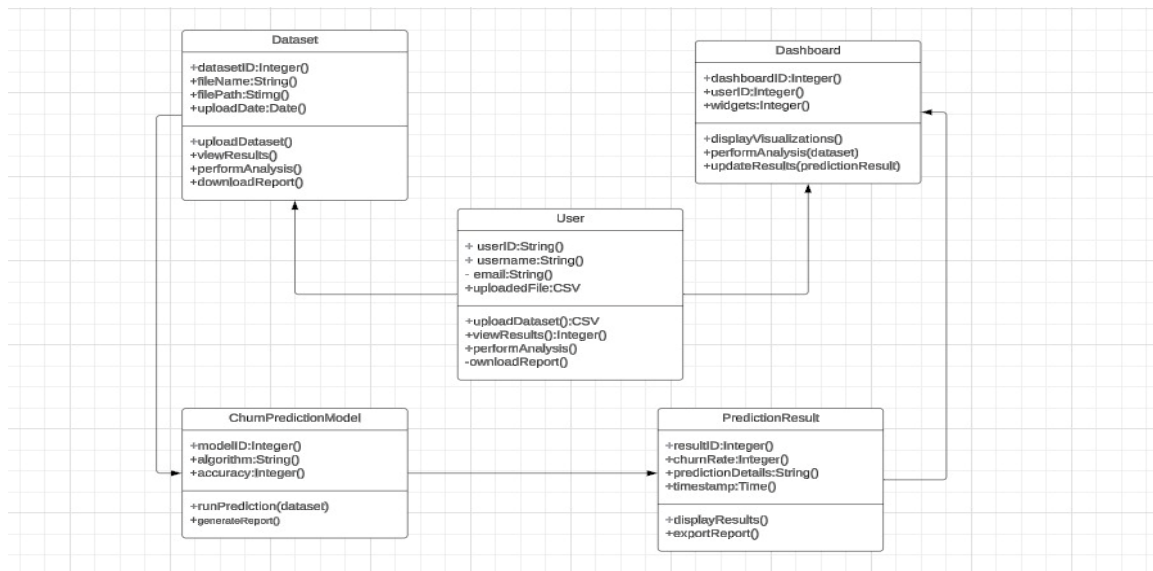 Dataset
+datasetID:Integer()
+fileName:String()
+filePath:Stirng()
+uploadDate:Date()
+uploadDataset()
+viewResults()
+performAnalysis()
+downloadReport()
Dashboard
+dashboardID:Integer()
+userID:Integer()
+widgets:Integer()
+displayVisualizations()
+performAnalysis(dataset)
+updateResults(predictionResult)
User
+ userID:String()
+ username:String()
- email:String()
+uploadedFile:CSV
+uploadDataset():CSV
+viewResults():Integer()
+performAnalysis()
-ownloadReport()
ChurnPredictionModel
+modelID:Integer()
+algorithm:String()
+accuracy:Integer()
+runPrediction(dataset)
+generateReport()
PredictionResult
+resultID:Integer()
+churnRate:Integer()
+predictionDetails:String()
+timestamp:Time()
+displayResults()
+exportReport()